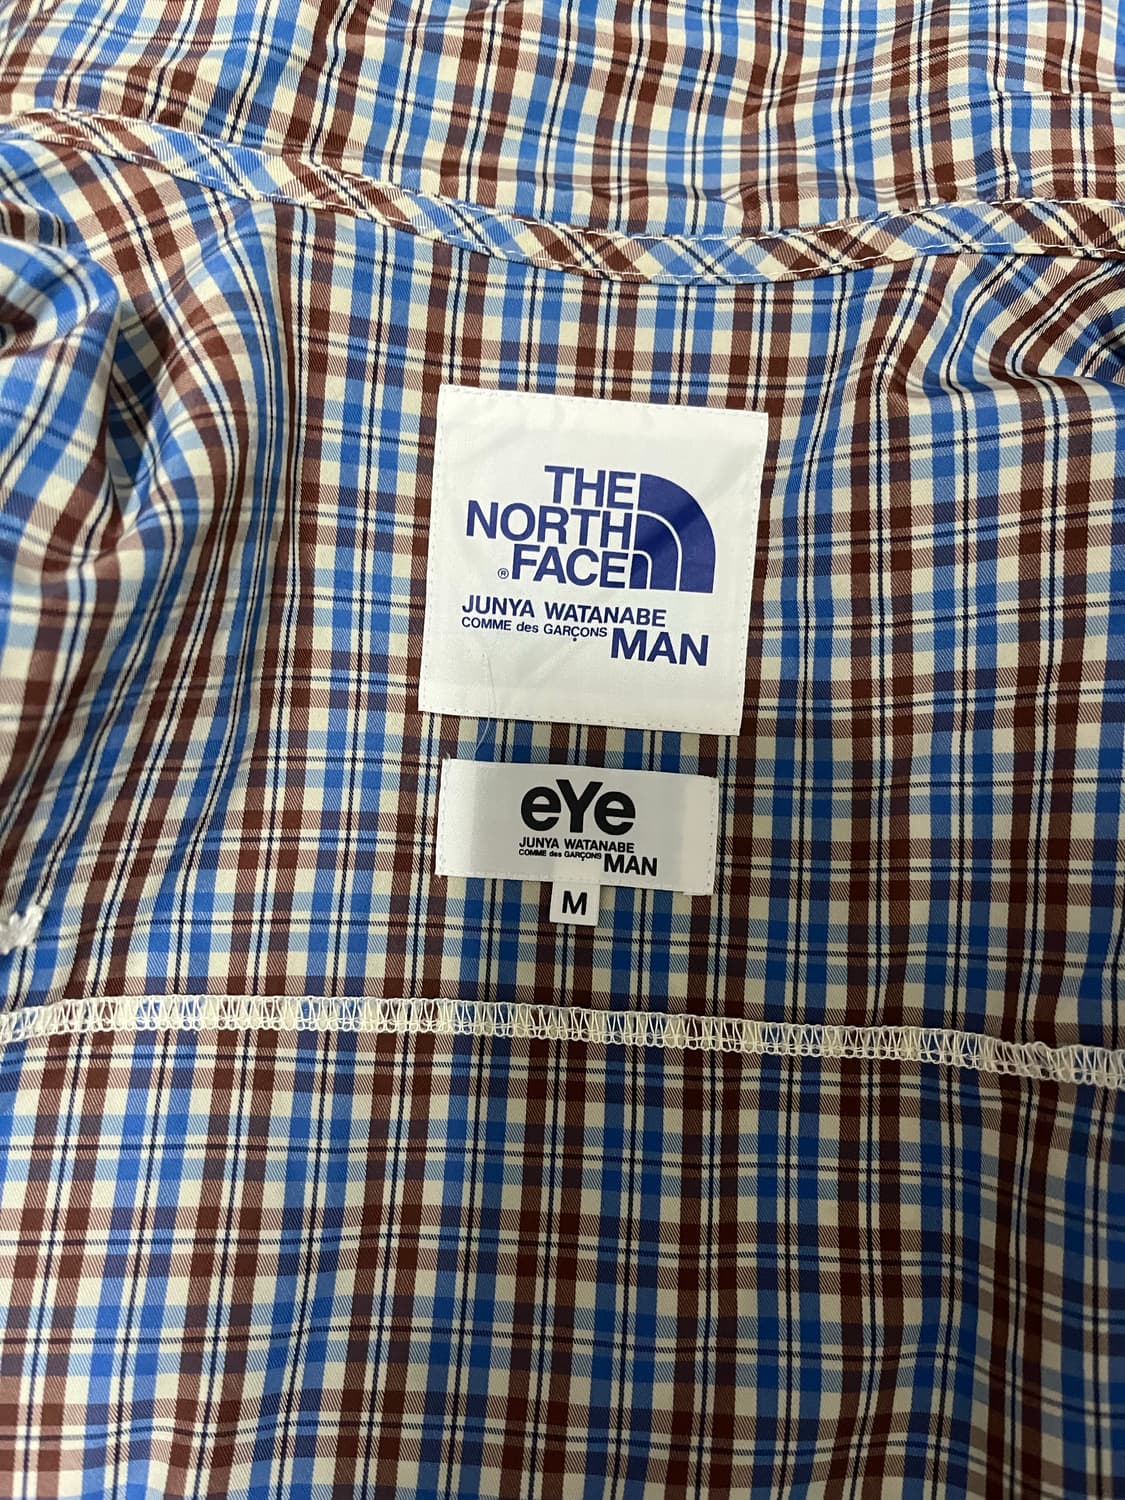 THE
NORTH
® FACE
JUNYA WATANABE
COMME des GARÇONS MAN
eYe
JUNYA WATANABE
COMME des GARÇONS MAN
M